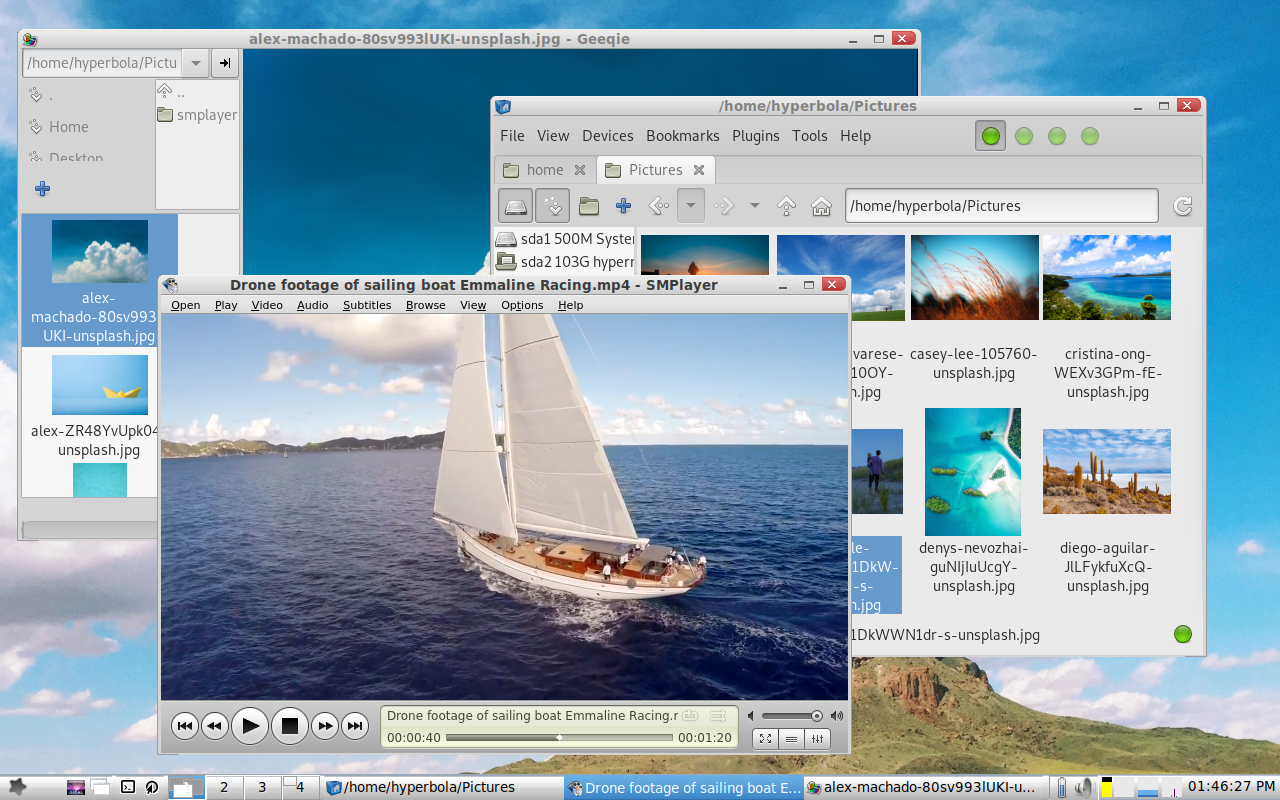 alex-machado-80sv993lUKI-unsplash.jpg - Geeqie
/home/hyperbola/Pictu
.
Home
Desktop
..
smplayer
alex-
machado-80sv993
UKI-unsplash.jpg
alex-ZR48YvUpk04
unsplash.jpg
/home/hyperbola/Pictures
File View Devices Bookmarks Plugins Tools Help
home Pictures
/home/hyperbola/Pictures
sda1 500M Syste
sda2 103G hyper
varese-
10OY-
n.jpg
casey-lee-105760-
unsplash.jpg
cristina-ong-
WEXv3GPm-fE-
unsplash.jpg
le-
1DkW-
-s-
h.jpg
denys-nevozhai-
guNIjIuUcgY-
unsplash.jpg
diego-aguilar-
JlLFykfuXcQ-
unsplash.jpg
1DkWWN1dr-s-unsplash.jpg
Drone footage of sailing boat Emmaline Racing.mp4 - SMPlayer
Open Play Video Audio Subtitles Browse View Options Help
Drone footage of sailing boat Emmaline Racing.r
00:00:40 00:01:20
2 3 4 /home/hyperbola/Pictures Drone footage of sailing boat E... alex-machado-80sv993lUKI-u... 01:46:27 PM